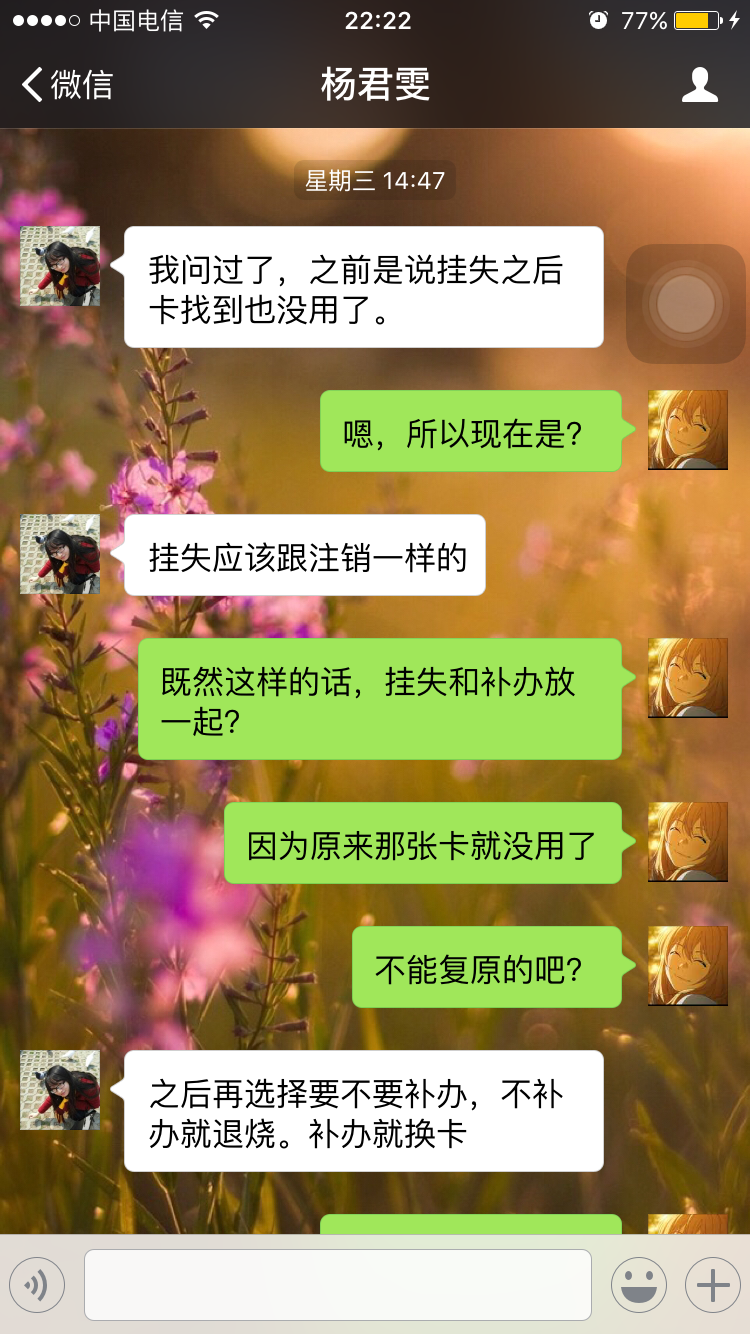 中国电信 22:22 77%
微信 杨君雯
星期三 14:47
我问过了，之前是说挂失之后
卡找到也没用了。
嗯，所以现在是?
挂失应该跟注销一样的
既然这样的话，挂失和补办放
一起?
因为原来那张卡就没用了
不能复原的吧?
之后再选择要不要补办，不补
办就退烧。补办就换卡